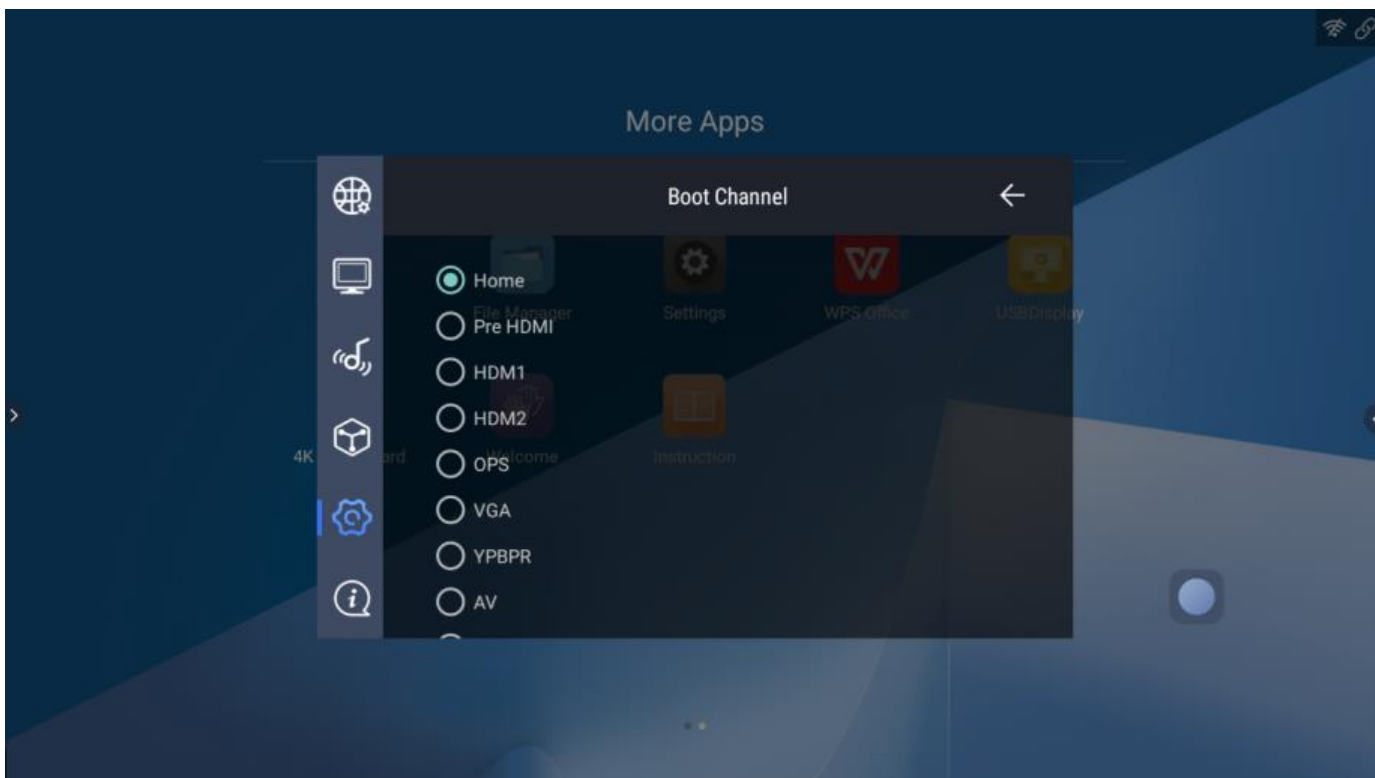 More Apps
Boot Channel
Home
File Manager
Settings
WPS Office
USBDisplay
Pre HDMI
HDM1
HDM2
4K
ard
Welcome
Instruction
OPS
VGA
YPBPR
AV